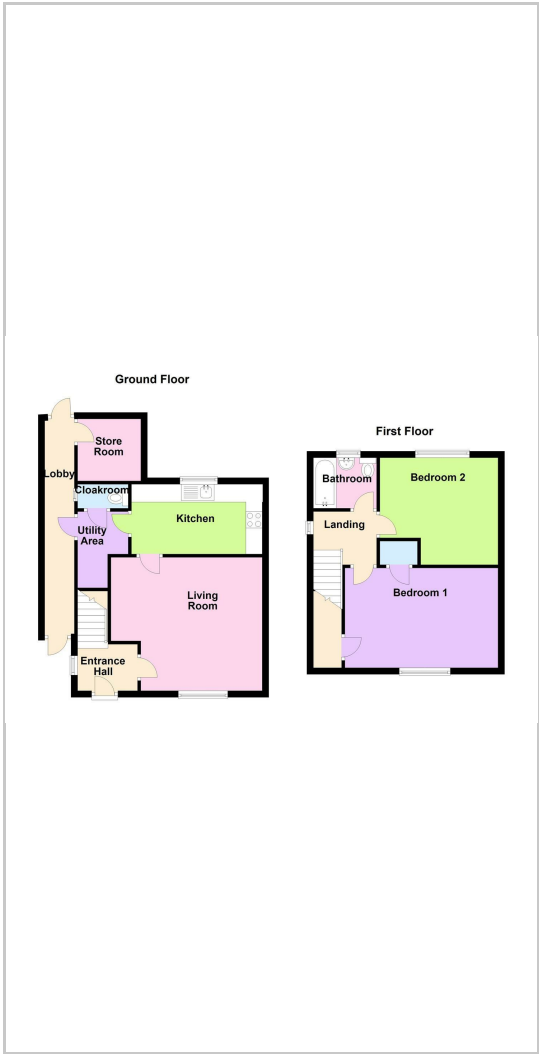 Ground Floor
Store
Room
Lobby
Cloakroom
Kitchen
Utility
Area
Living
Room
Entrance
Hall
First Floor
Bathroom
Bedroom 2
Landing
Bedroom 1